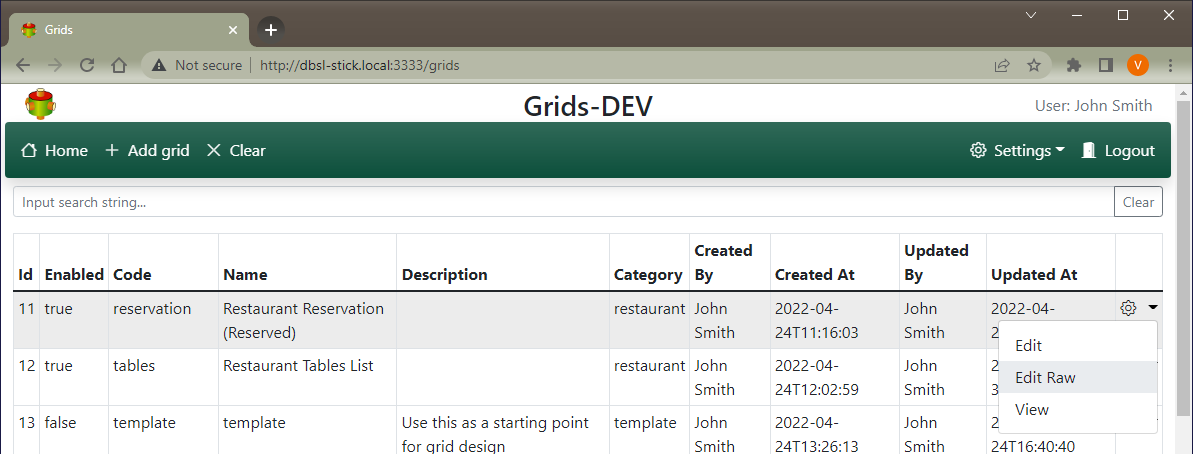 Grids
V
Not secure | http://dbsl-stick.local:3333/grids
Grids-DEV
User: John Smith
Home Add grid Clear
Settings Logout
Input search string...
Clear
Id Enabled Code Name Description Category Created By Created At Updated By Updated At
11 true reservation Restaurant Reservation (Reserved) restaurant John Smith 2022-04-24T11:16:03 John Smith 2022-04-
Edit
Edit Raw
View
12 true tables Restaurant Tables List restaurant John Smith 2022-04-24T12:02:59 John Smith
13 false template template Use this as a starting point for grid design template John Smith 2022-04-24T13:26:13 John Smith 24T16:40:40